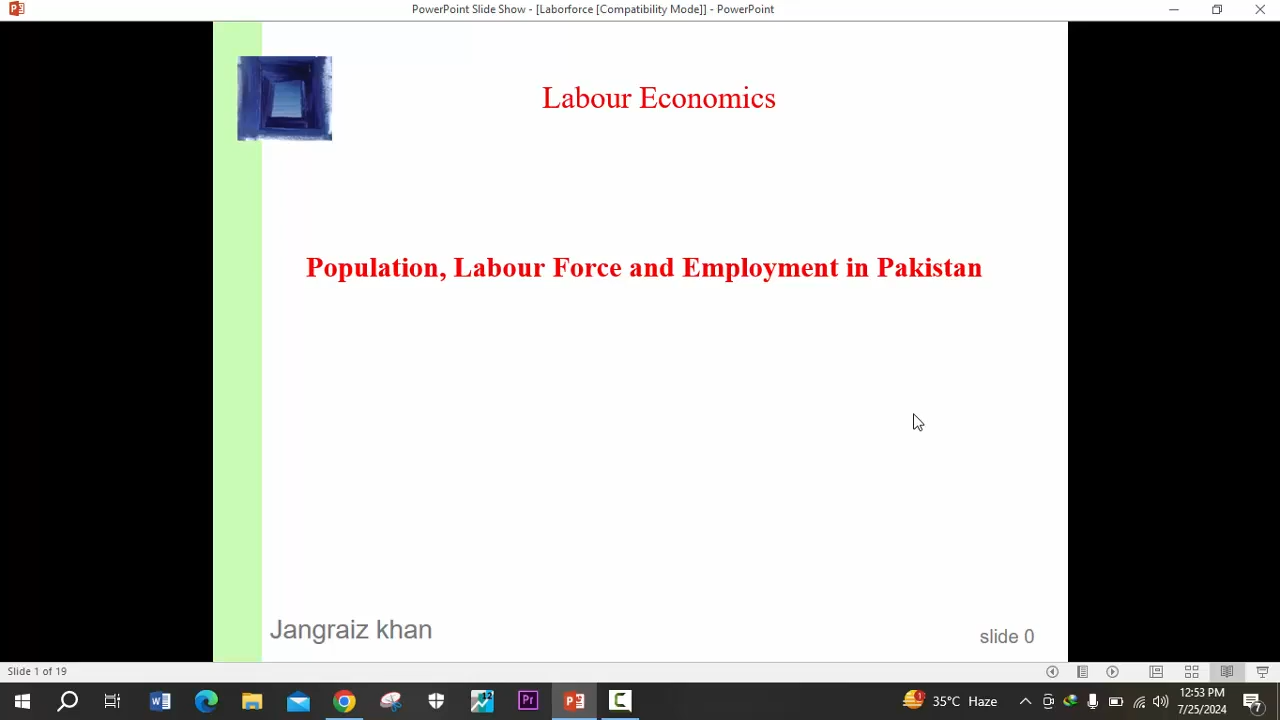 PowerPoint Slide Show - [Laborforce [Compatibility Mode]] - PowerPoint
Labour Economics
Population, Labour Force and Employment in Pakistan
Jangraiz khan
slide 0
Slide 1 of 19
35°C Haze
12:53 PM
7/25/2024